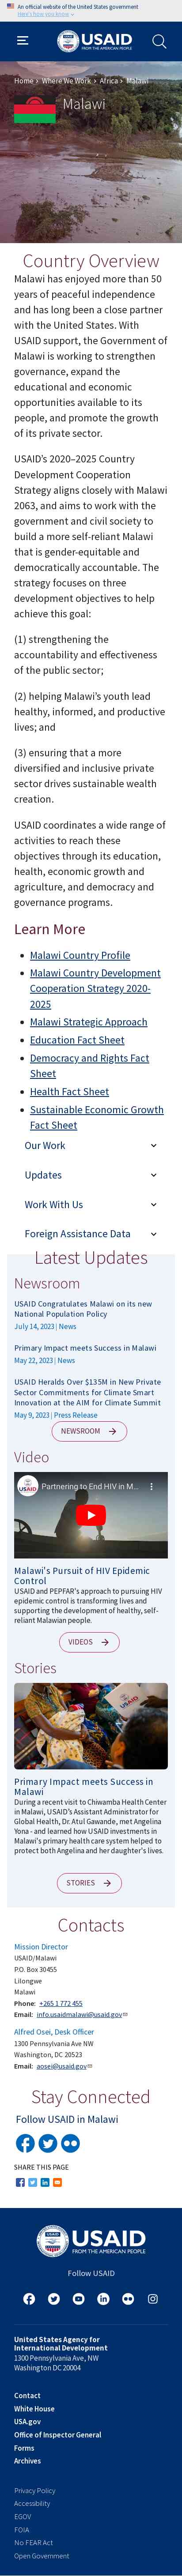 An official website of the United States government
Here's how you know
USAID
FROM THE AMERICAN PEOPLE
Home › Where We Work › Africa › Malawi
Malawi
Country Overview
Malawi has enjoyed more than 50
years of peaceful independence
and has long been a close partner
with the United States. With
USAID support, the Government of
Malawi is working to strengthen
governance, expand the
educational and economic
opportunities available to its
people, and promote the growth
of its private sector.
USAID’s 2020–2025 Country
Development Cooperation
Strategy aligns closely with Malawi
2063, and aims to work with the
government and civil society to
build a more self-reliant Malawi
that is gender-equitable and
democratically accountable. The
strategy focuses on three
development objectives to help
achieve this goal:
(1) strengthening the
accountability and effectiveness
of the public sector;
(2) helping Malawi’s youth lead
healthy, informed, and productive
lives; and
(3) ensuring that a more
diversified and inclusive private
sector drives sustainable wealth
creation.
USAID coordinates a wide range of
activities to reach these
objectives through its education,
health, economic growth and
agriculture, and democracy and
governance programs.
Learn More
• Malawi Country Profile
• Malawi Country Development
Cooperation Strategy 2020-
2025
• Malawi Strategic Approach
• Education Fact Sheet
• Democracy and Rights Fact
Sheet
• Health Fact Sheet
• Sustainable Economic Growth
Fact Sheet
Our Work
Updates
Work With Us
Foreign Assistance Data
Latest Updates
Newsroom
USAID Congratulates Malawi on its new
National Population Policy
July 14, 2023 | News
Primary Impact meets Success in Malawi
May 22, 2023 | News
USAID Heralds Over $135M in New Private
Sector Commitments for Climate Smart
Innovation at the AIM for Climate Summit
May 9, 2023 | Press Release
NEWSROOM →
Video
Partnering to End HIV in M...
Malawi's Pursuit of HIV Epidemic
Control
USAID and PEPFAR's approach to pursuing HIV
epidemic control is transforming lives and
supporting the development of healthy, self-
reliant Malawian people.
VIDEOS →
Stories
Primary Impact meets Success in
Malawi
During a recent visit to Chiwamba Health Center
in Malawi, USAID’s Assistant Administrator for
Global Health, Dr. Atul Gawande, met Angelina
Yona - and learned how USAID investments in
Malawi's primary health care system helped to
protect both Angelina and her daughter's lives.
STORIES →
Contacts
Mission Director
USAID/Malawi
P.O. Box 30455
Lilongwe
Malawi
Phone: +265 1 772 455
Email: infousaidmalawi@usaid.gov
Alfred Osei, Desk Officer
1300 Pennsylvania Ave NW
Washington, DC 20523
Email: aosei@usaid.gov
Stay Connected
Follow USAID in Malawi
SHARE THIS PAGE
USAID
FROM THE AMERICAN PEOPLE
Follow USAID
United States Agency for
International Development
1300 Pennsylvania Ave, NW
Washington DC 20004
Contact
White House
USA.gov
Office of Inspector General
Forms
Archives
Privacy Policy
Accessibility
EGOV
FOIA
No FEAR Act
Open Government